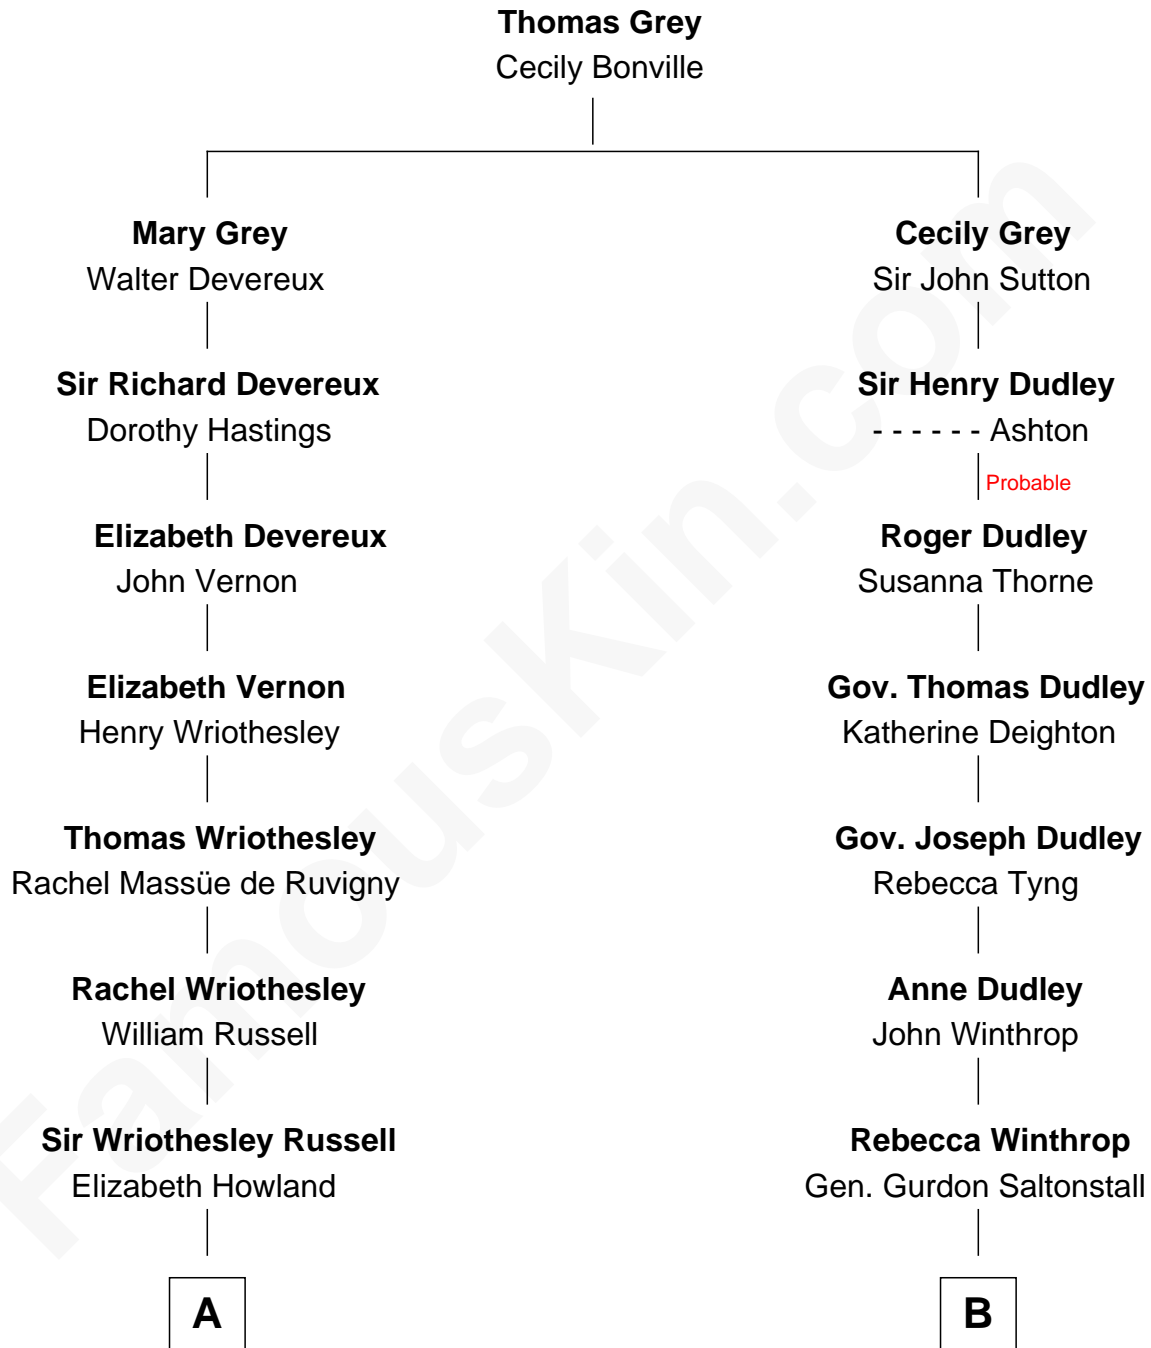 Thomas Grey
Cecily Bonville
Mary Grey
Walter Devereux
Cecily Grey
Sir John Sutton
Sir Richard Devereux
Dorothy Hastings
Sir Henry Dudley
- - - - - - Ashton
Probable
Elizabeth Devereux
John Vernon
Roger Dudley
Susanna Thorne
Elizabeth Vernon
Henry Wriothesley
Gov. Thomas Dudley
Katherine Deighton
Thomas Wriothesley
Rachel Massüe de Ruvigny
Gov. Joseph Dudley
Rebecca Tyng
Rachel Wriothesley
William Russell
Anne Dudley
John Winthrop
Sir Wriothesley Russell
Elizabeth Howland
Rebecca Winthrop
Gen. Gurdon Saltonstall
A
B
FamousKin.com